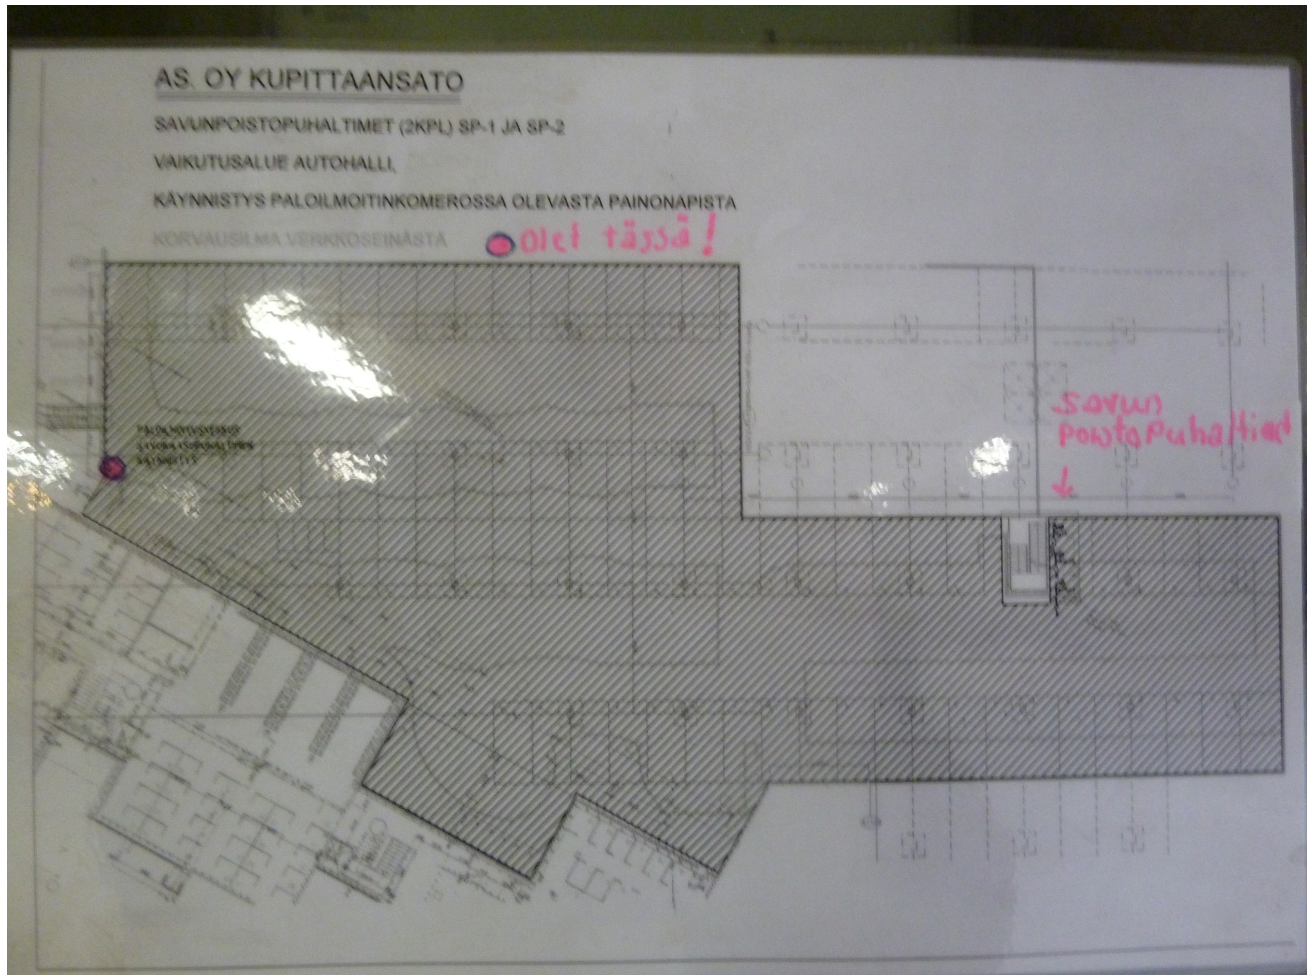 AS. OY KUPITTAANSATO
SAVUNPOISTOPUHALTIMET (2KPL) SP-1 JA SP-2
VAIKUTUSALUE AUTOHALLI,
KÄYNNISTYS PALOILMOITINKOMEROSSA OLEVASTA PAINONAPISTA
KORVAUSILMA VERKKOSEINÄSTÄ
Olet tässä!
savun
poistopuhaltimet
KÄYNNISTYS